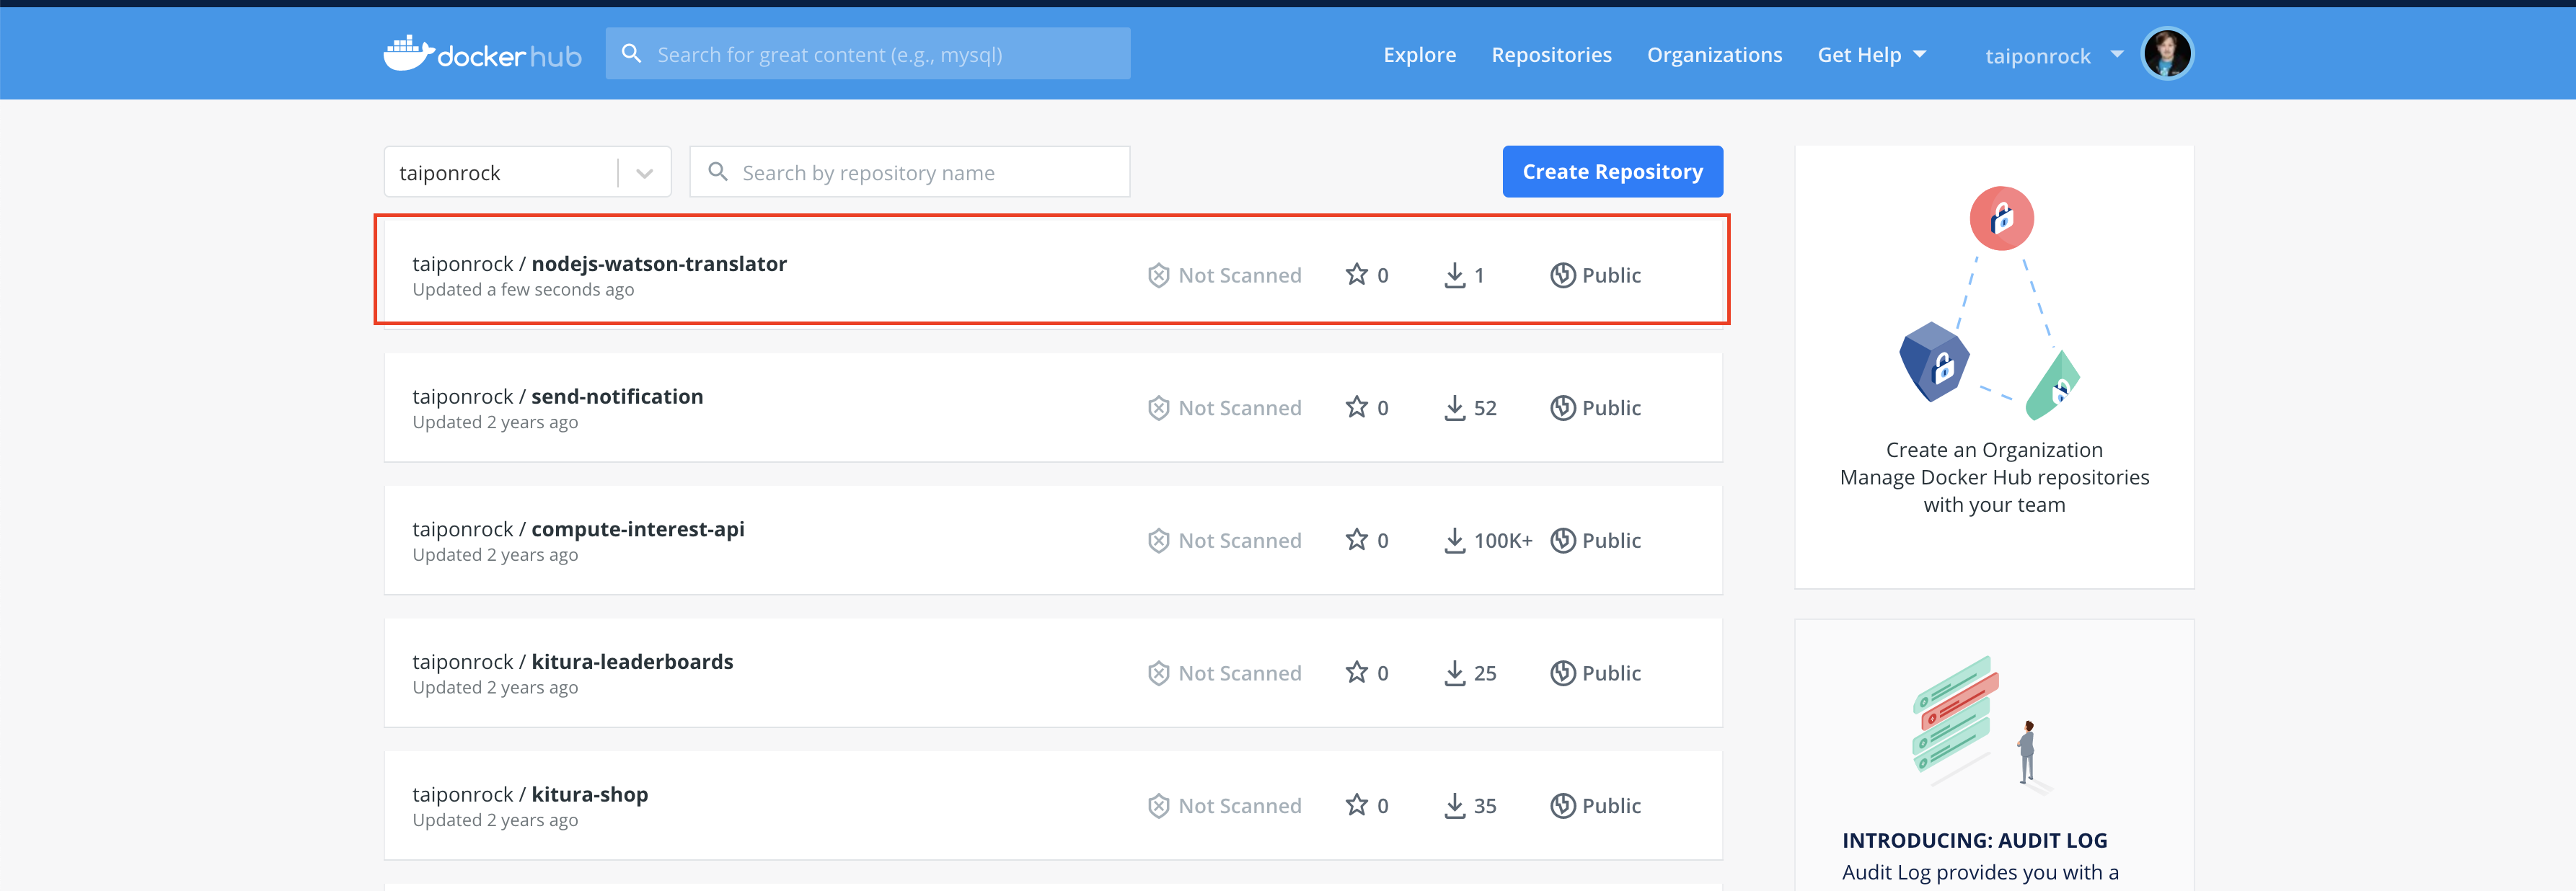 docker hub
Search for great content (e.g., mysql)
Explore
Repositories
Organizations
Get Help
taiponrock
taiponrock
Search by repository name
Create Repository
taiponrock / nodejs-watson-translator
Updated a few seconds ago
Not Scanned
0
1
Public
taiponrock / send-notification
Updated 2 years ago
Not Scanned
0
52
Public
taiponrock / compute-interest-api
Updated 2 years ago
Not Scanned
0
100K+
Public
taiponrock / kitura-leaderboards
Updated 2 years ago
Not Scanned
0
25
Public
taiponrock / kitura-shop
Updated 2 years ago
Not Scanned
0
35
Public
Create an Organization
Manage Docker Hub repositories
with your team
INTRODUCING: AUDIT LOG
Audit Log provides you with a